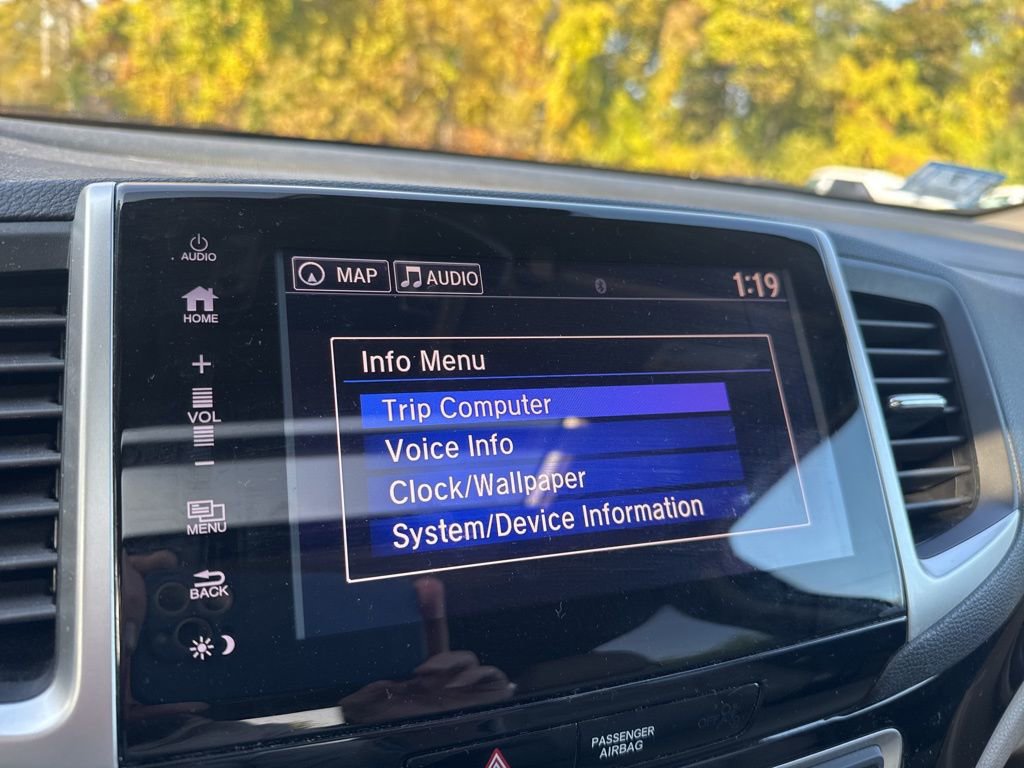 AUDIO
HOME
+
VOL
−
MENU
BACK
MAP
AUDIO
1:19
Info Menu
Trip Computer
Voice Info
Clock/Wallpaper
System/Device Information
PASSENGER
AIRBAG